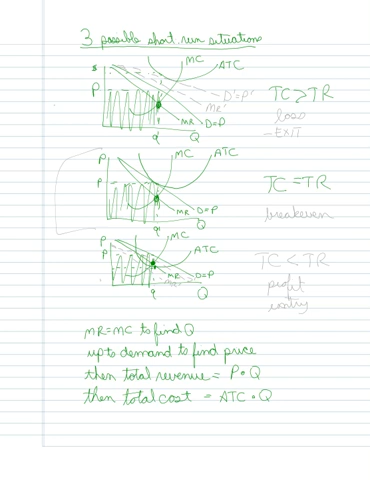 3 possible short run situations
MC
ATC
$
P
D'=P'
MR'
MR D=P
q Q
TC > TR
loss
- EXIT
P
MC ATC
P
MR D=P
q Q
TC = TR
breakeven
P
MC
P
ATC
MR D=P
q Q
TC < TR
profit
entry
MR=MC to find Q
up to demand to find price
then total revenue = P • Q
then total cost = ATC • Q